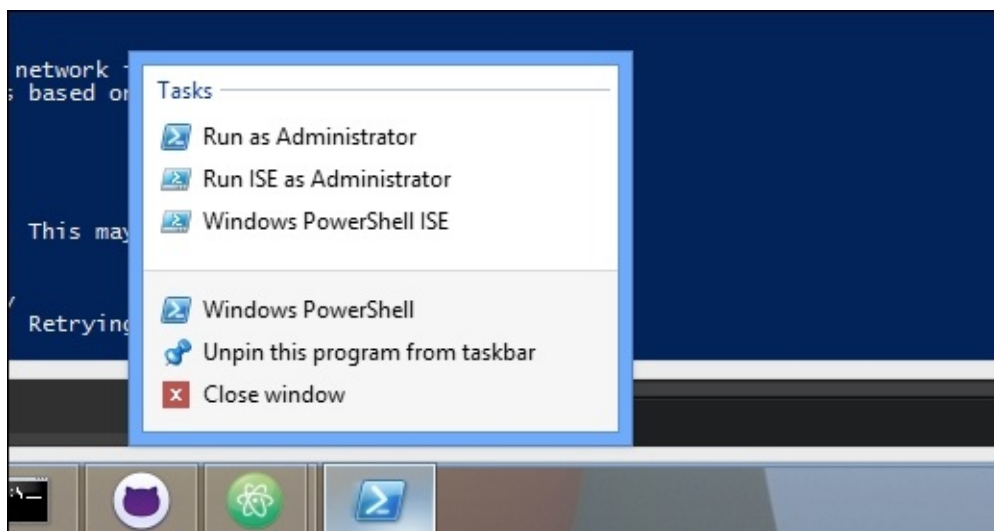 network
based on
Tasks
Run as Administrator
Run ISE as Administrator
Windows PowerShell ISE
This may
Windows PowerShell
Retrying
Unpin this program from taskbar
Close window